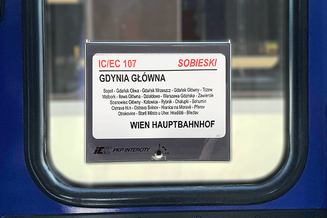 IC/EC 107 SOBIESKI
GDYNIA GŁÓWNA
Sopot - Gdańsk Oliwa - Gdańsk Wrzeszcz - Gdańsk Główny - Tczew
Malbork - Iława Główna - Działdowo - Warszawa Gdańska - Zawiercie
Sosnowiec Główny - Katowice - Rybnik - Chałupki - Bohumín
Ostrava hl.n. - Ostrava Svinov - Hranice na Moravě - Přerov
Otrokovice - Staré Město u Uher. Hradiště - Břeclav
WIEN HAUPTBAHNHOF
IC PKP INTERCITY